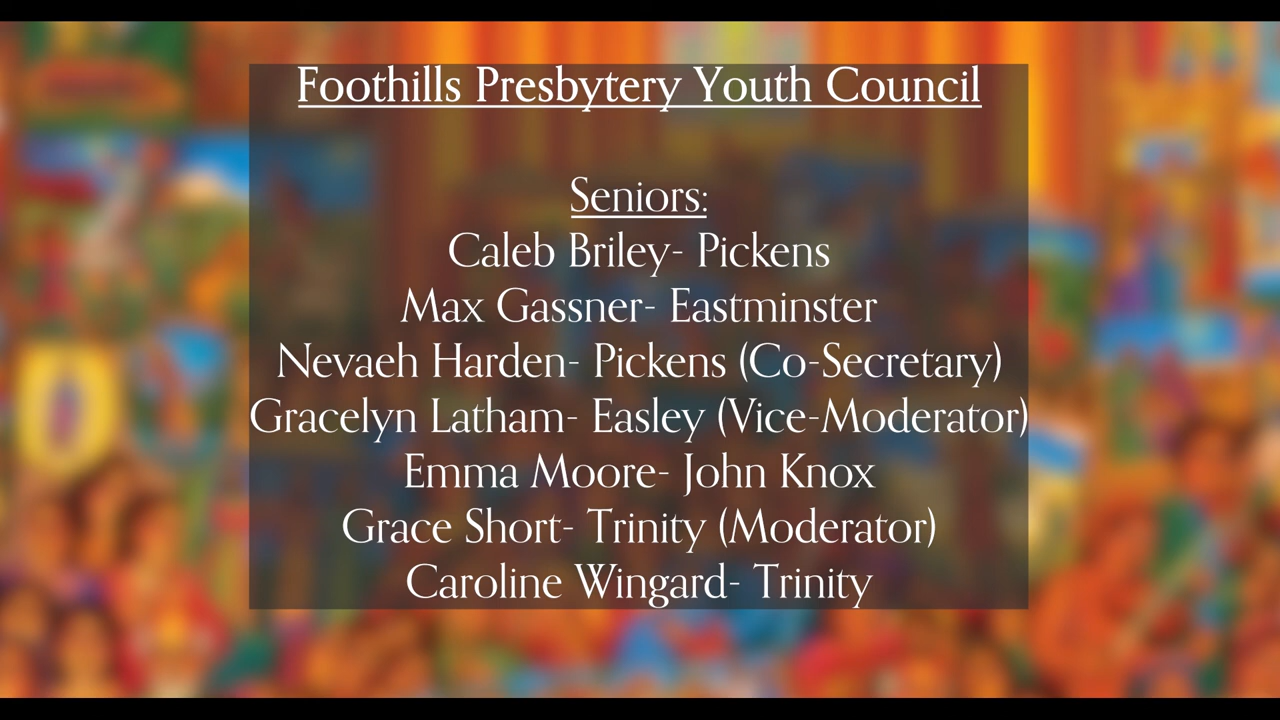 Foothills Presbytery Youth Council
Seniors:
Caleb Briley- Pickens
Max Gassner- Eastminster
Nevaeh Harden- Pickens (Co-Secretary)
Gracelyn Latham- Easley (Vice-Moderator)
Emma Moore- John Knox
Grace Short- Trinity (Moderator)
Caroline Wingard- Trinity